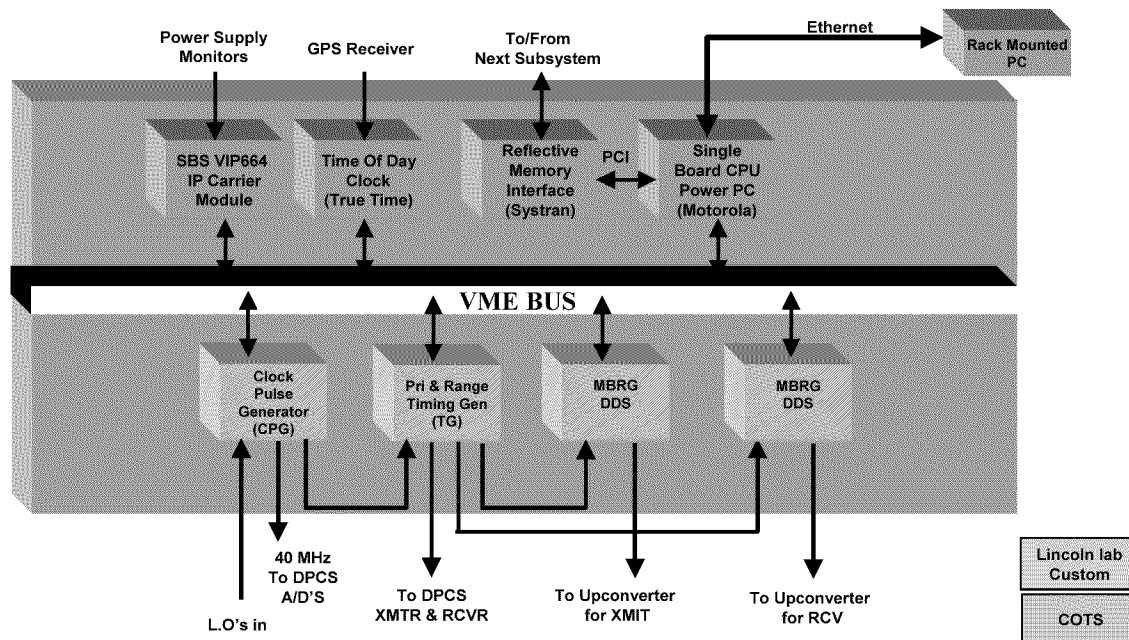 Ethernet
Power Supply
Monitors
GPS Receiver
To/From
Next Subsystem
Rack Mounted
PC
SBS VIP664
IP Carrier
Module
Time Of Day
Clock
(True Time)
Reflective
Memory
Interface
(Systran)
PCI
Single
Board CPU
Power PC
(Motorola)
VME BUS
Clock
Pulse
Generator
(CPG)
Pri & Range
Timing Gen
(TG)
MBRG
DDS
MBRG
DDS
40 MHz
To DPCS
A/D'S
L.O's in
To DPCS
XMTR & RCVR
To Upconverter
for XMIT
To Upconverter
for RCV
Lincoln lab
Custom
COTS